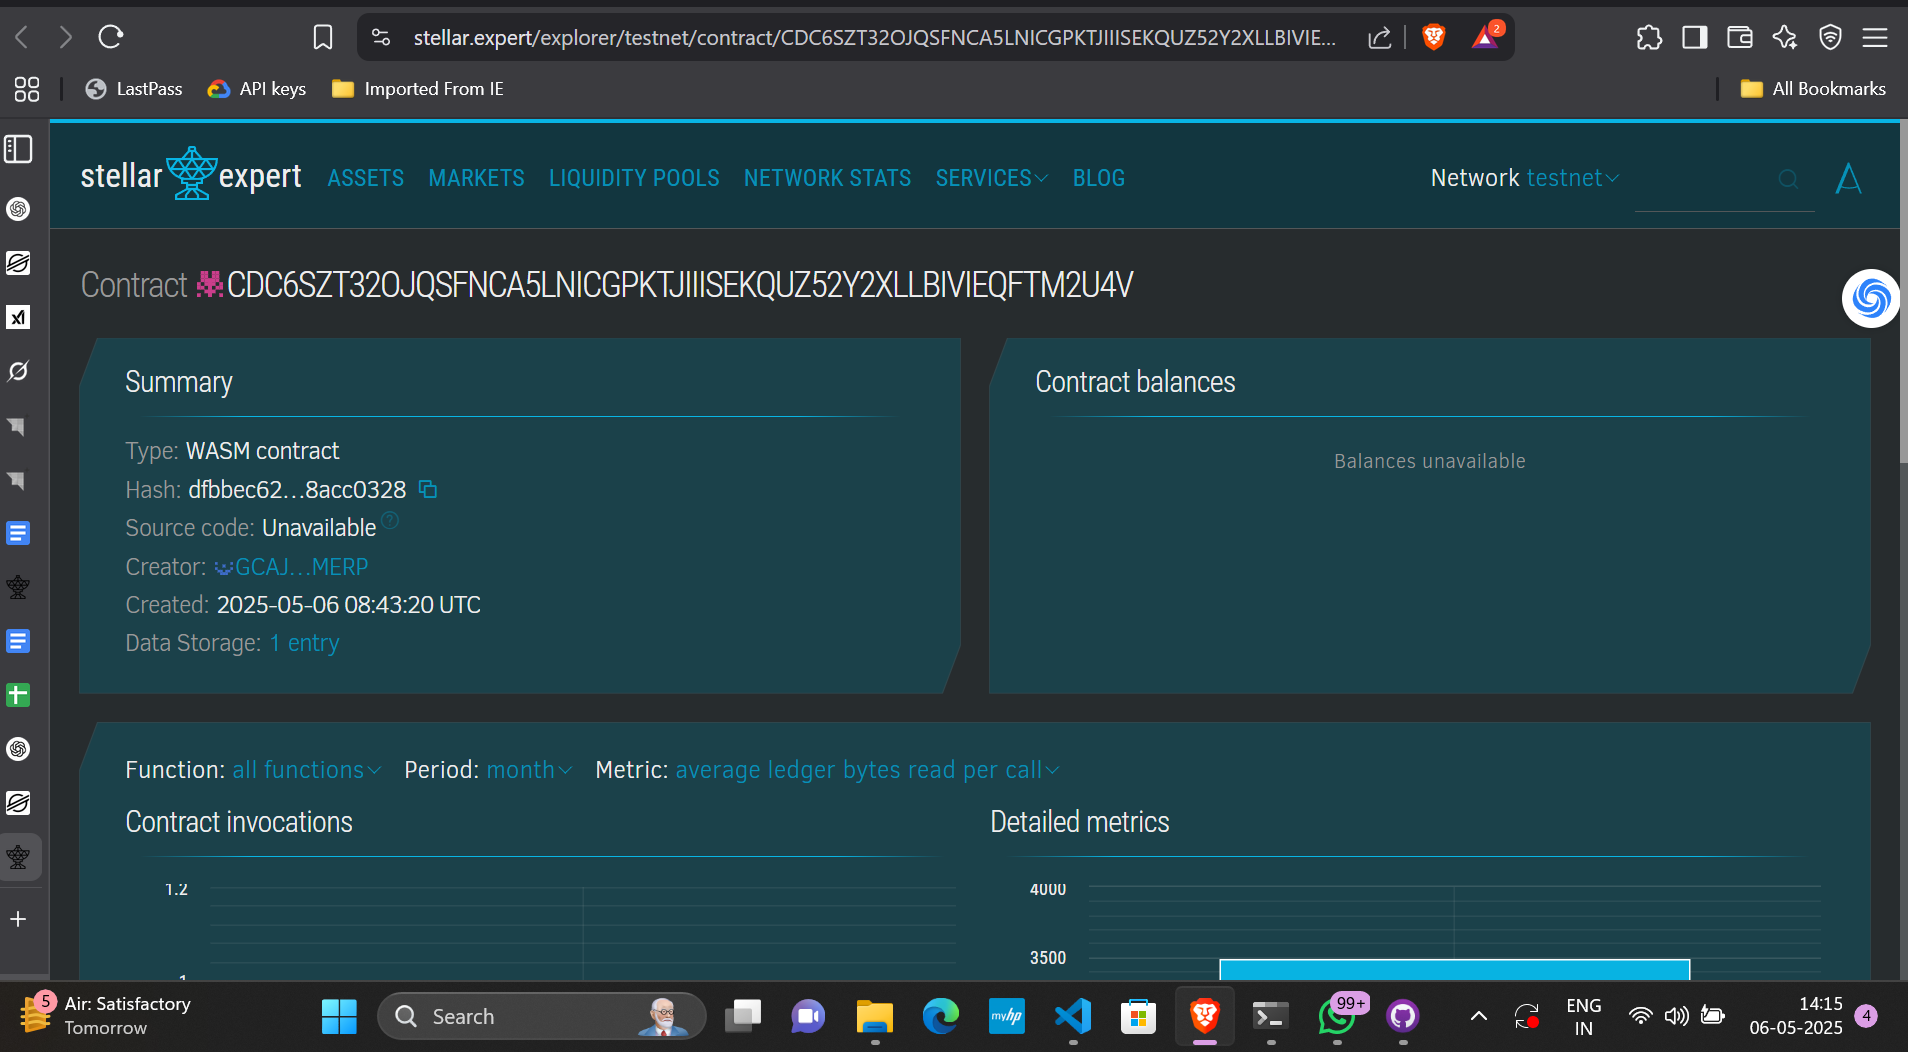 stellar.expert/explorer/testnet/contract/CDC6SZT32OJQSFNCA5LNICGPKTJIIISEKQUZ52Y2XLLBIVIE...
2
LastPass
API keys
Imported From IE
All Bookmarks
stellar expert
ASSETS
MARKETS
LIQUIDITY POOLS
NETWORK STATS
SERVICES
BLOG
Network testnet
Contract CDC6SZT32OJQSFNCA5LNICGPKTJIIISEKQUZ52Y2XLLBIVIEQFTM2U4V
Summary
Type: WASM contract
Hash: dfbbec62...8acc0328
Source code: Unavailable
Creator: GCAJ...MERP
Created: 2025-05-06 08:43:20 UTC
Data Storage: 1 entry
Contract balances
Balances unavailable
Function: all functions Period: month Metric: average ledger bytes read per call
Contract invocations
1.2
1
Detailed metrics
4000
3500
5
Air: Satisfactory
Tomorrow
Search
myhp
99+
ENG
IN
14:15
06-05-2025
4